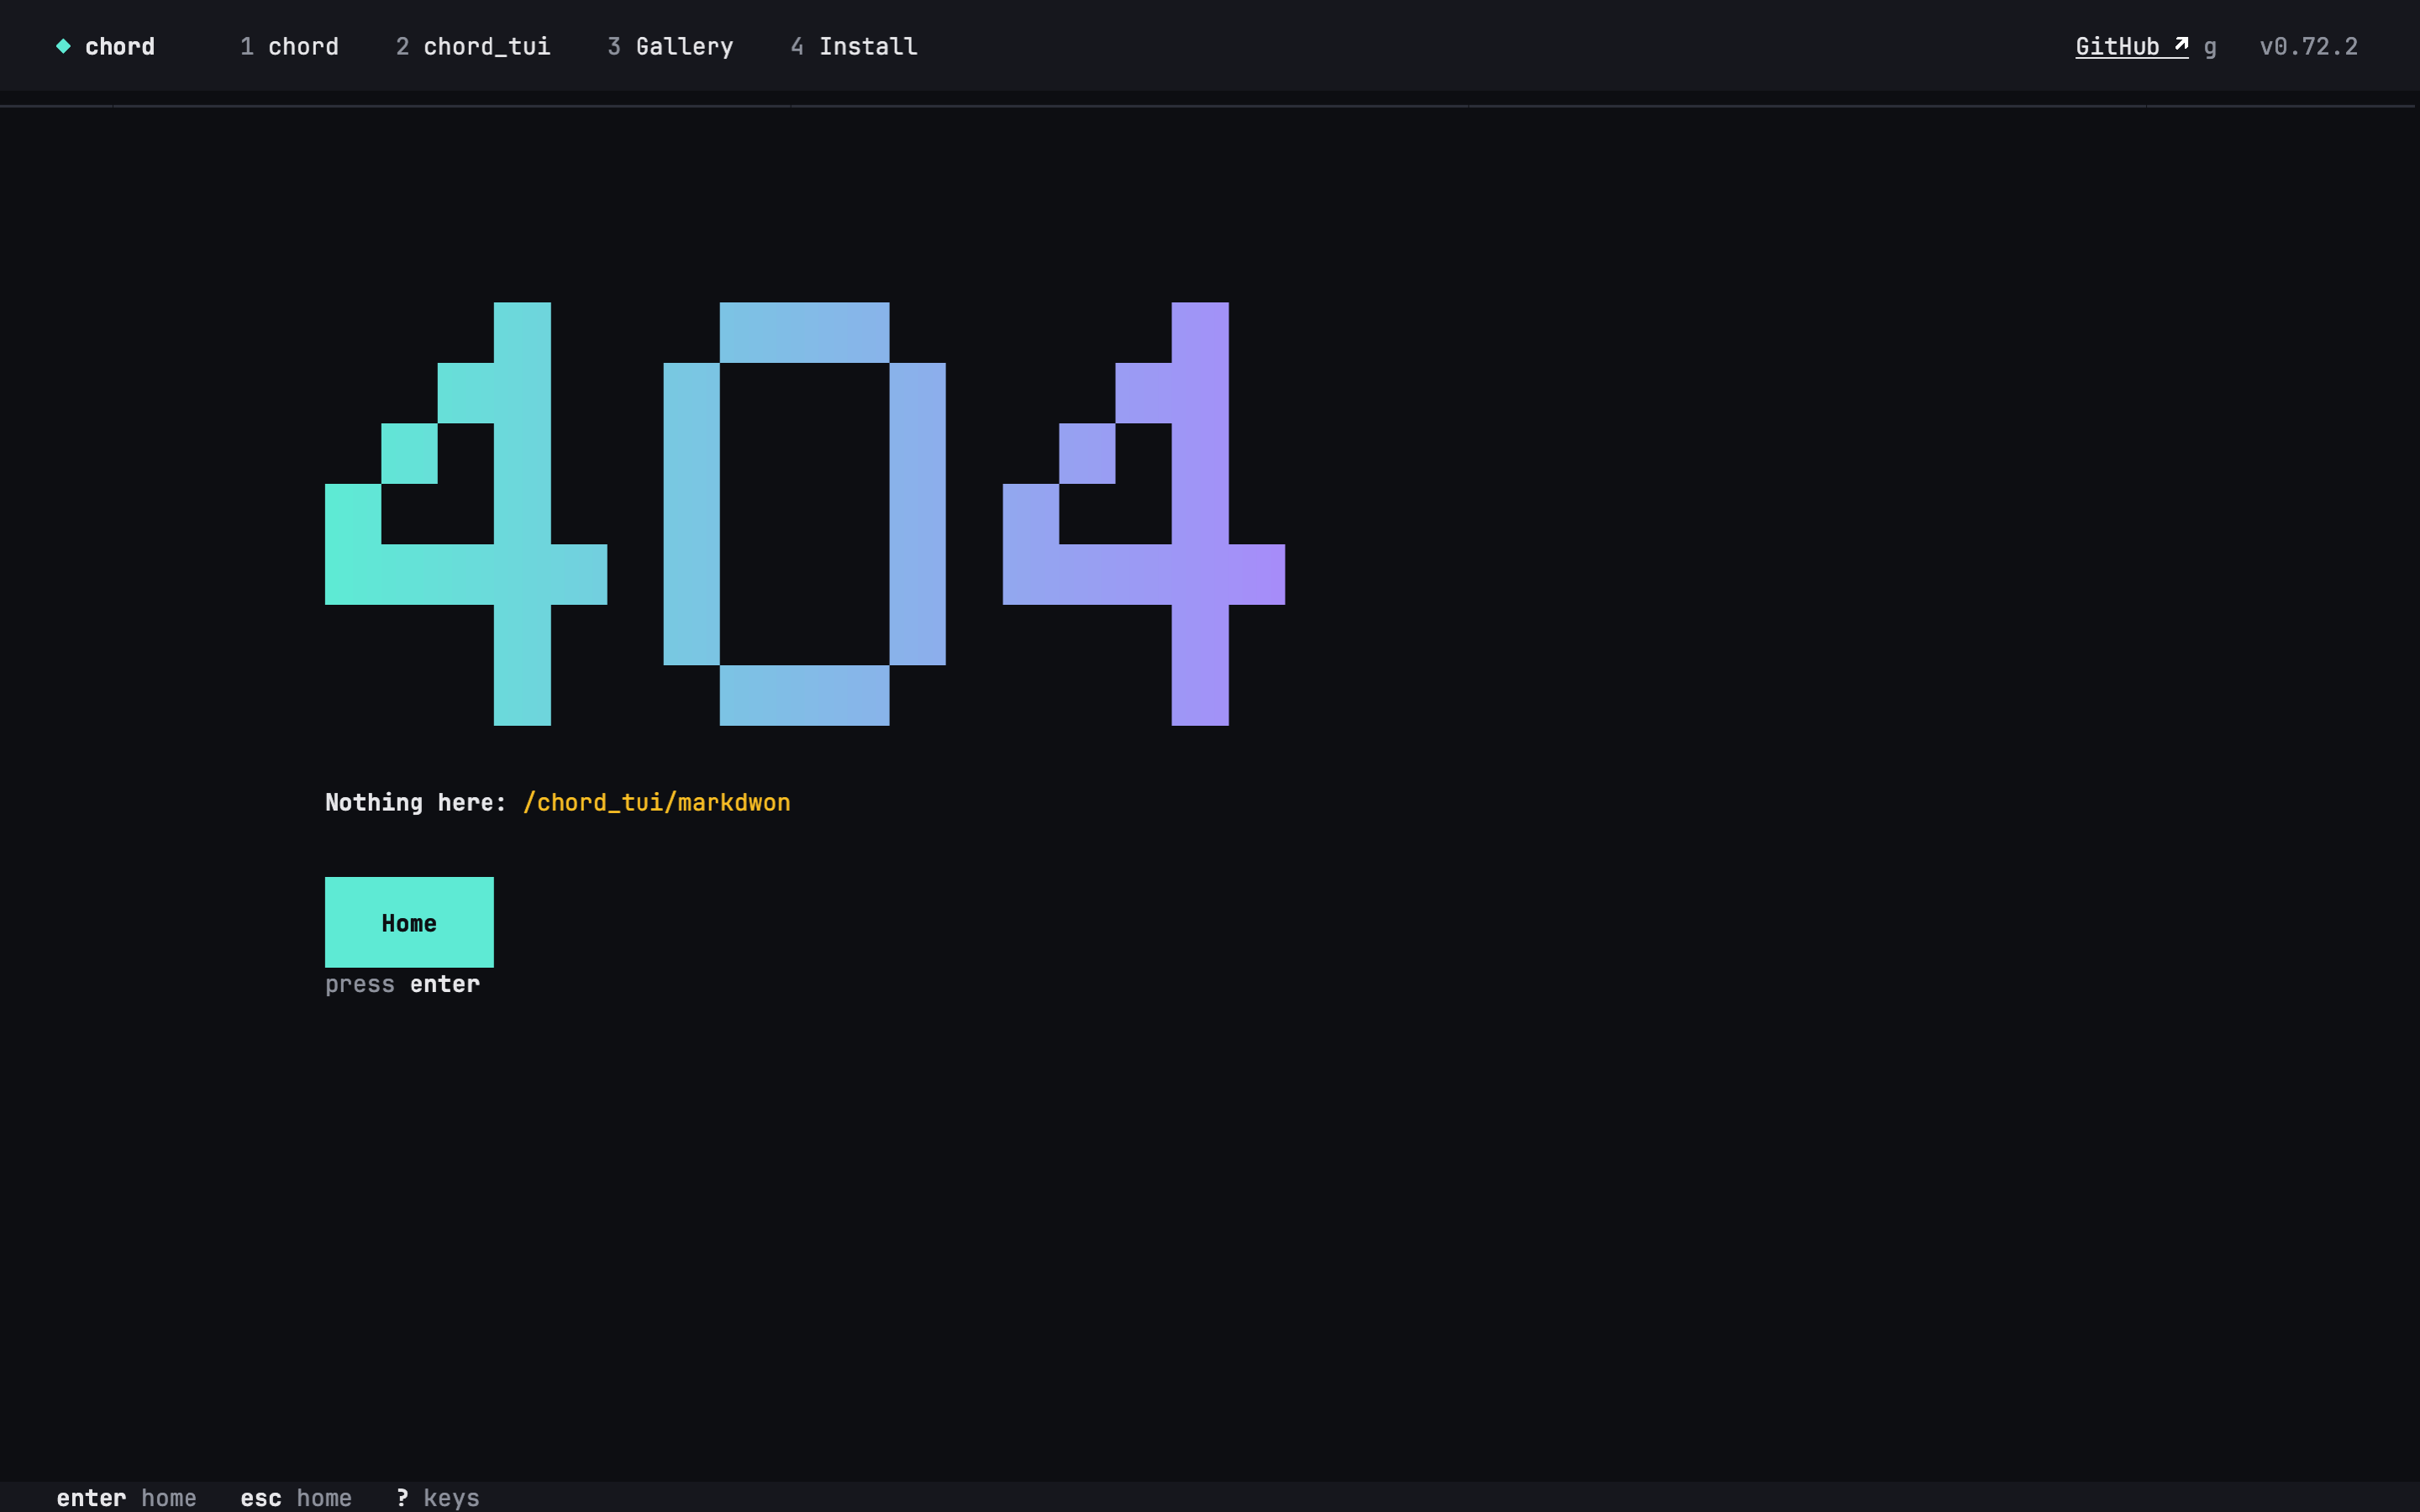 ◆ chord 1 chord 2 chord_tui 3 Gallery 4 Install GitHub ↗ g v0.72.2
404
Nothing here: /chord_tui/markdwon
Home
press enter
enter home esc home ? keys